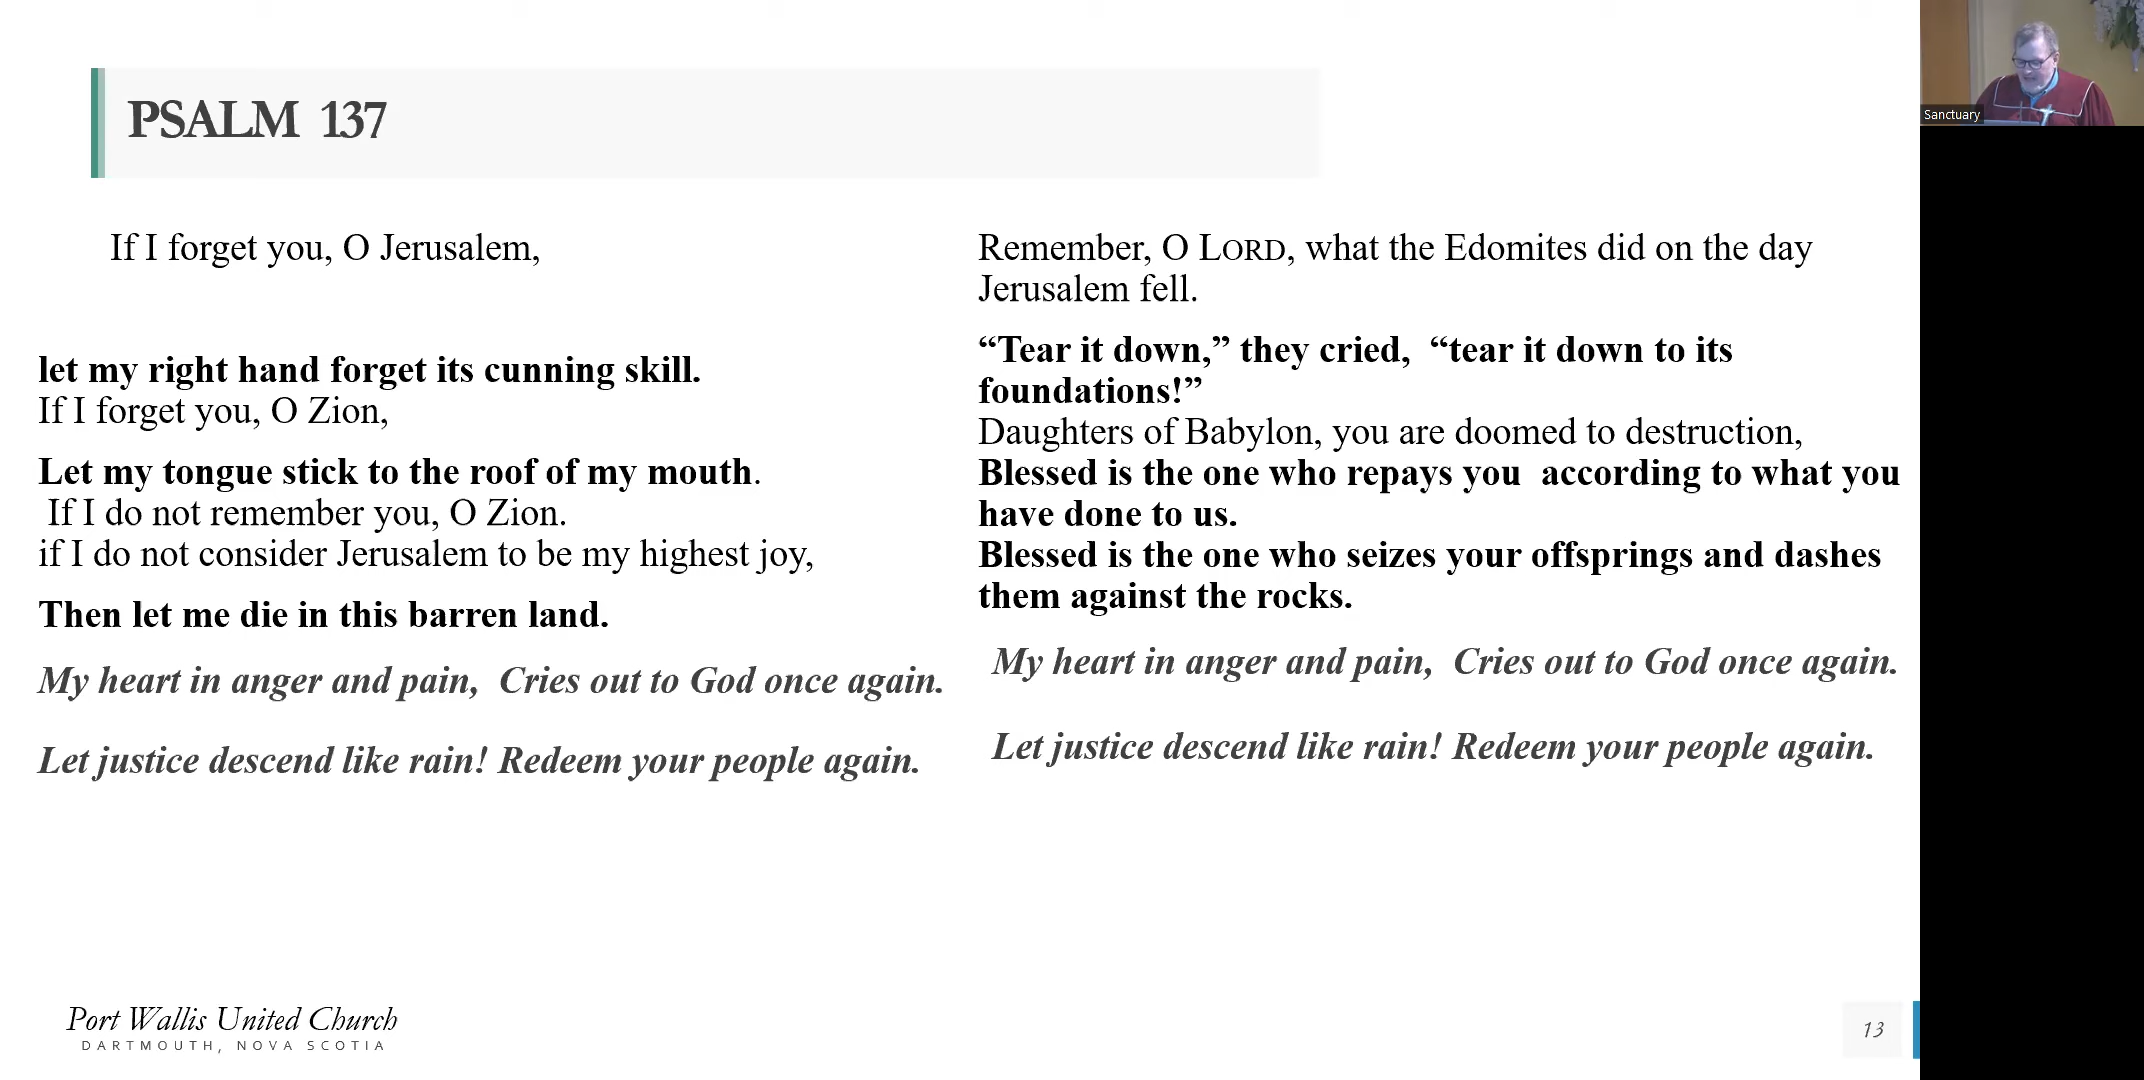 PSALM 137
If I forget you, O Jerusalem,
let my right hand forget its cunning skill.
If I forget you, O Zion,
Let my tongue stick to the roof of my mouth.
If I do not remember you, O Zion.
if I do not consider Jerusalem to be my highest joy,
Then let me die in this barren land.
My heart in anger and pain,  Cries out to God once again.
Let justice descend like rain! Redeem your people again.
Remember, O LORD, what the Edomites did on the day
Jerusalem fell.
“Tear it down,” they cried,  “tear it down to its
foundations!”
Daughters of Babylon, you are doomed to destruction,
Blessed is the one who repays you  according to what you
have done to us.
Blessed is the one who seizes your offsprings and dashes
them against the rocks.
My heart in anger and pain,  Cries out to God once again.
Let justice descend like rain! Redeem your people again.
Port Wallis United Church
DARTMOUTH, NOVA SCOTIA
13
Sanctuary